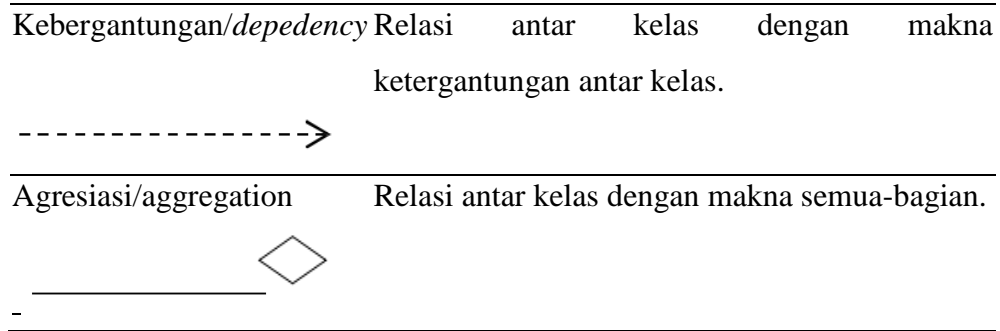 Kebergantungan/depedency Relasi antar kelas dengan makna
ketergantungan antar kelas.
Agresiasi/aggregation Relasi antar kelas dengan makna semua-bagian.